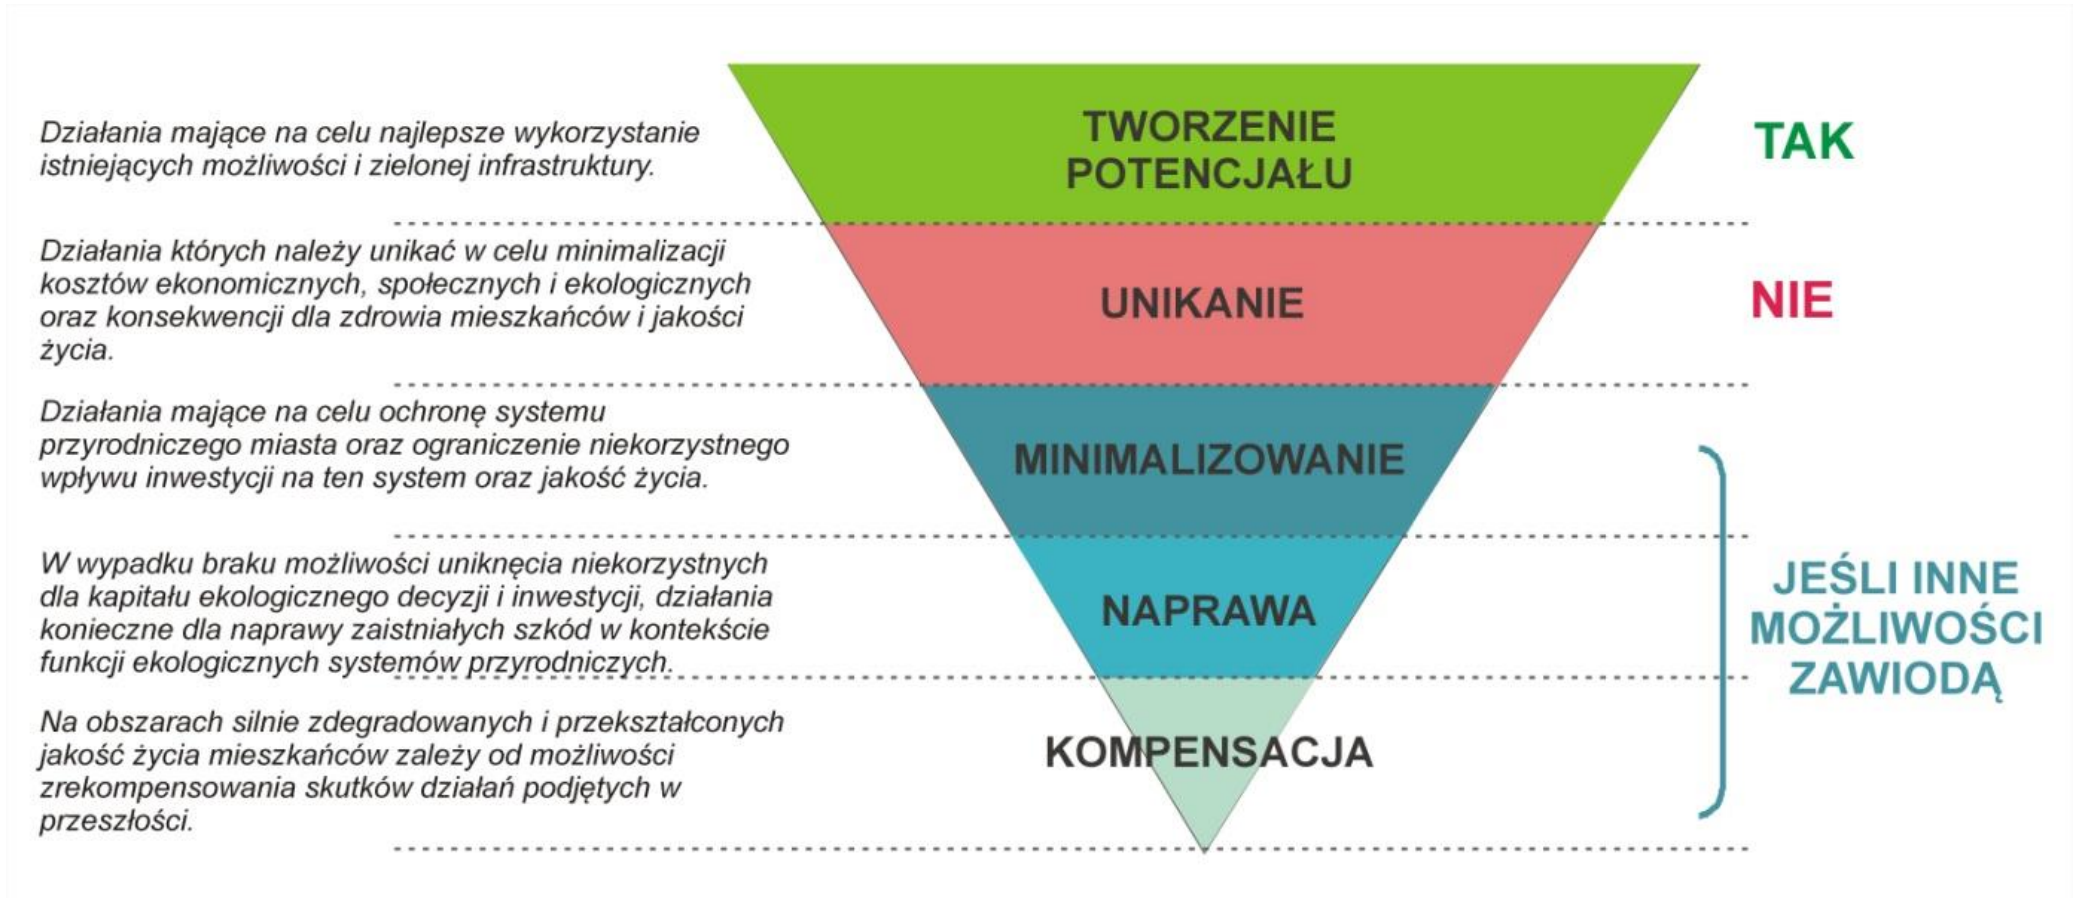 Działania mające na celu najlepsze wykorzystanie
istniejących możliwości i zielonej infrastruktury.
TWORZENIE
POTENCJAŁU
TAK
Działania których należy unikać w celu minimalizacji
kosztów ekonomicznych, społecznych i ekologicznych
oraz konsekwencji dla zdrowia mieszkańców i jakości
życia.
UNIKANIE
NIE
Działania mające na celu ochronę systemu
przyrodniczego miasta oraz ograniczenie niekorzystnego
wpływu inwestycji na ten system oraz jakość życia.
MINIMALIZOWANIE
W wypadku braku możliwości uniknięcia niekorzystnych
dla kapitału ekologicznego decyzji i inwestycji, działania
konieczne dla naprawy zaistniałych szkód w kontekście
funkcji ekologicznych systemów przyrodniczych.
NAPRAWA
JEŚLI INNE
MOŻLIWOŚCI
ZAWIODĄ
Na obszarach silnie zdegradowanych i przekształconych
jakość życia mieszkańców zależy od możliwości
zrekompensowania skutków działań podjętych w
przeszłości.
KOMPENSACJA